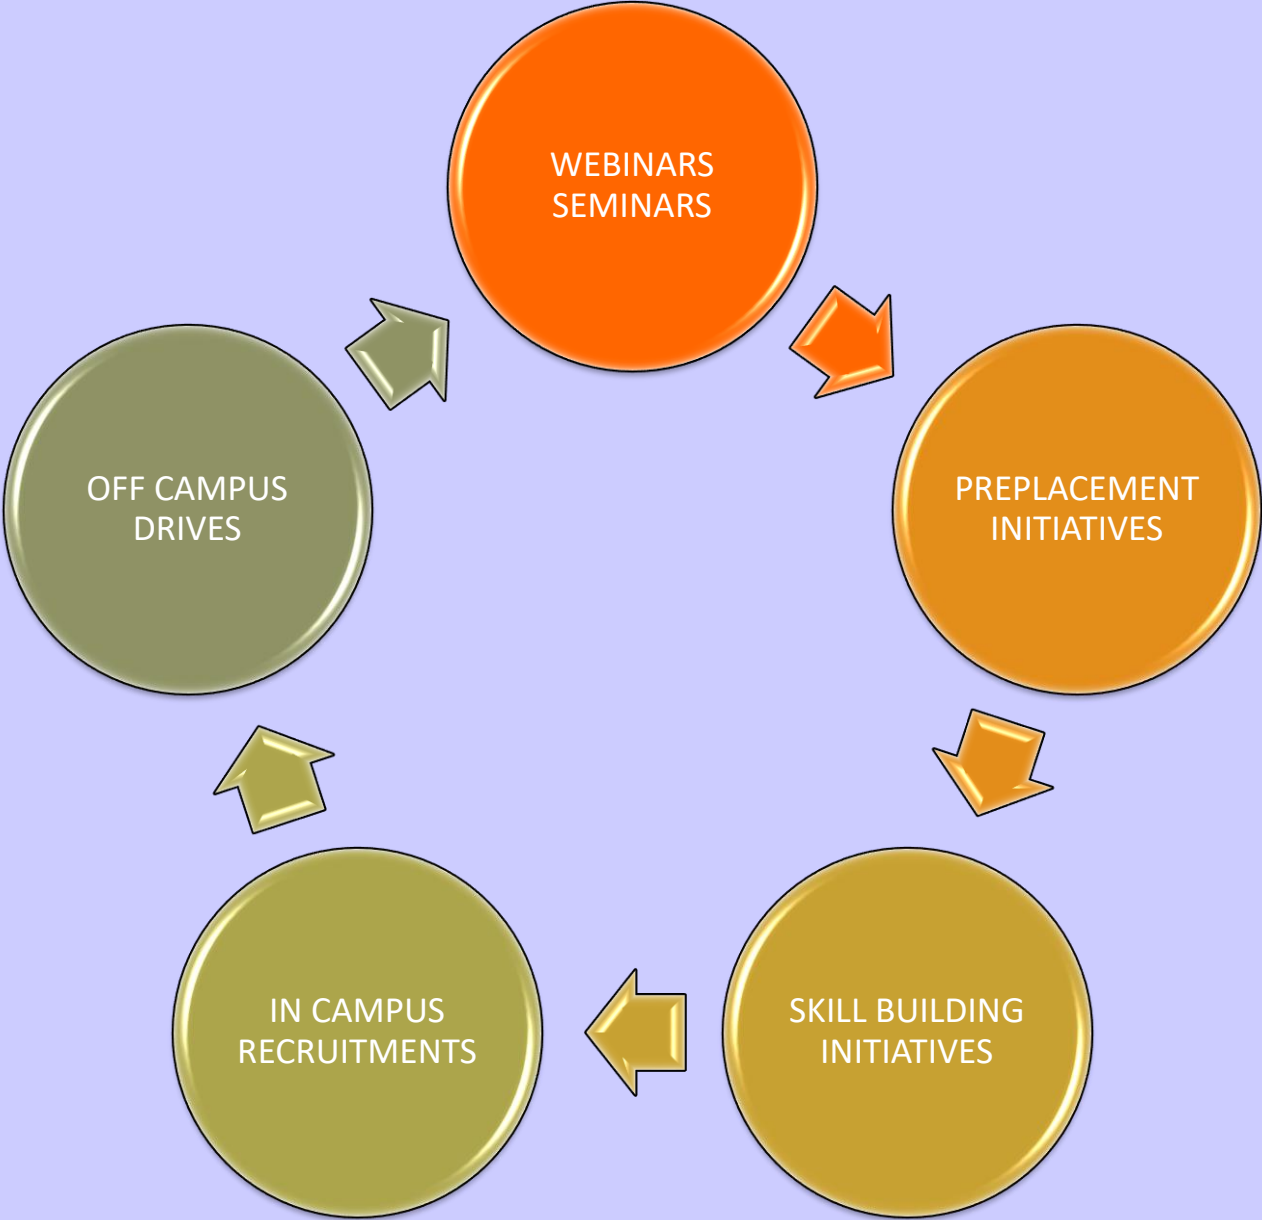 WEBINARS
SEMINARS
PREPLACEMENT
INITIATIVES
SKILL BUILDING
INITIATIVES
IN CAMPUS
RECRUITMENTS
OFF CAMPUS
DRIVES